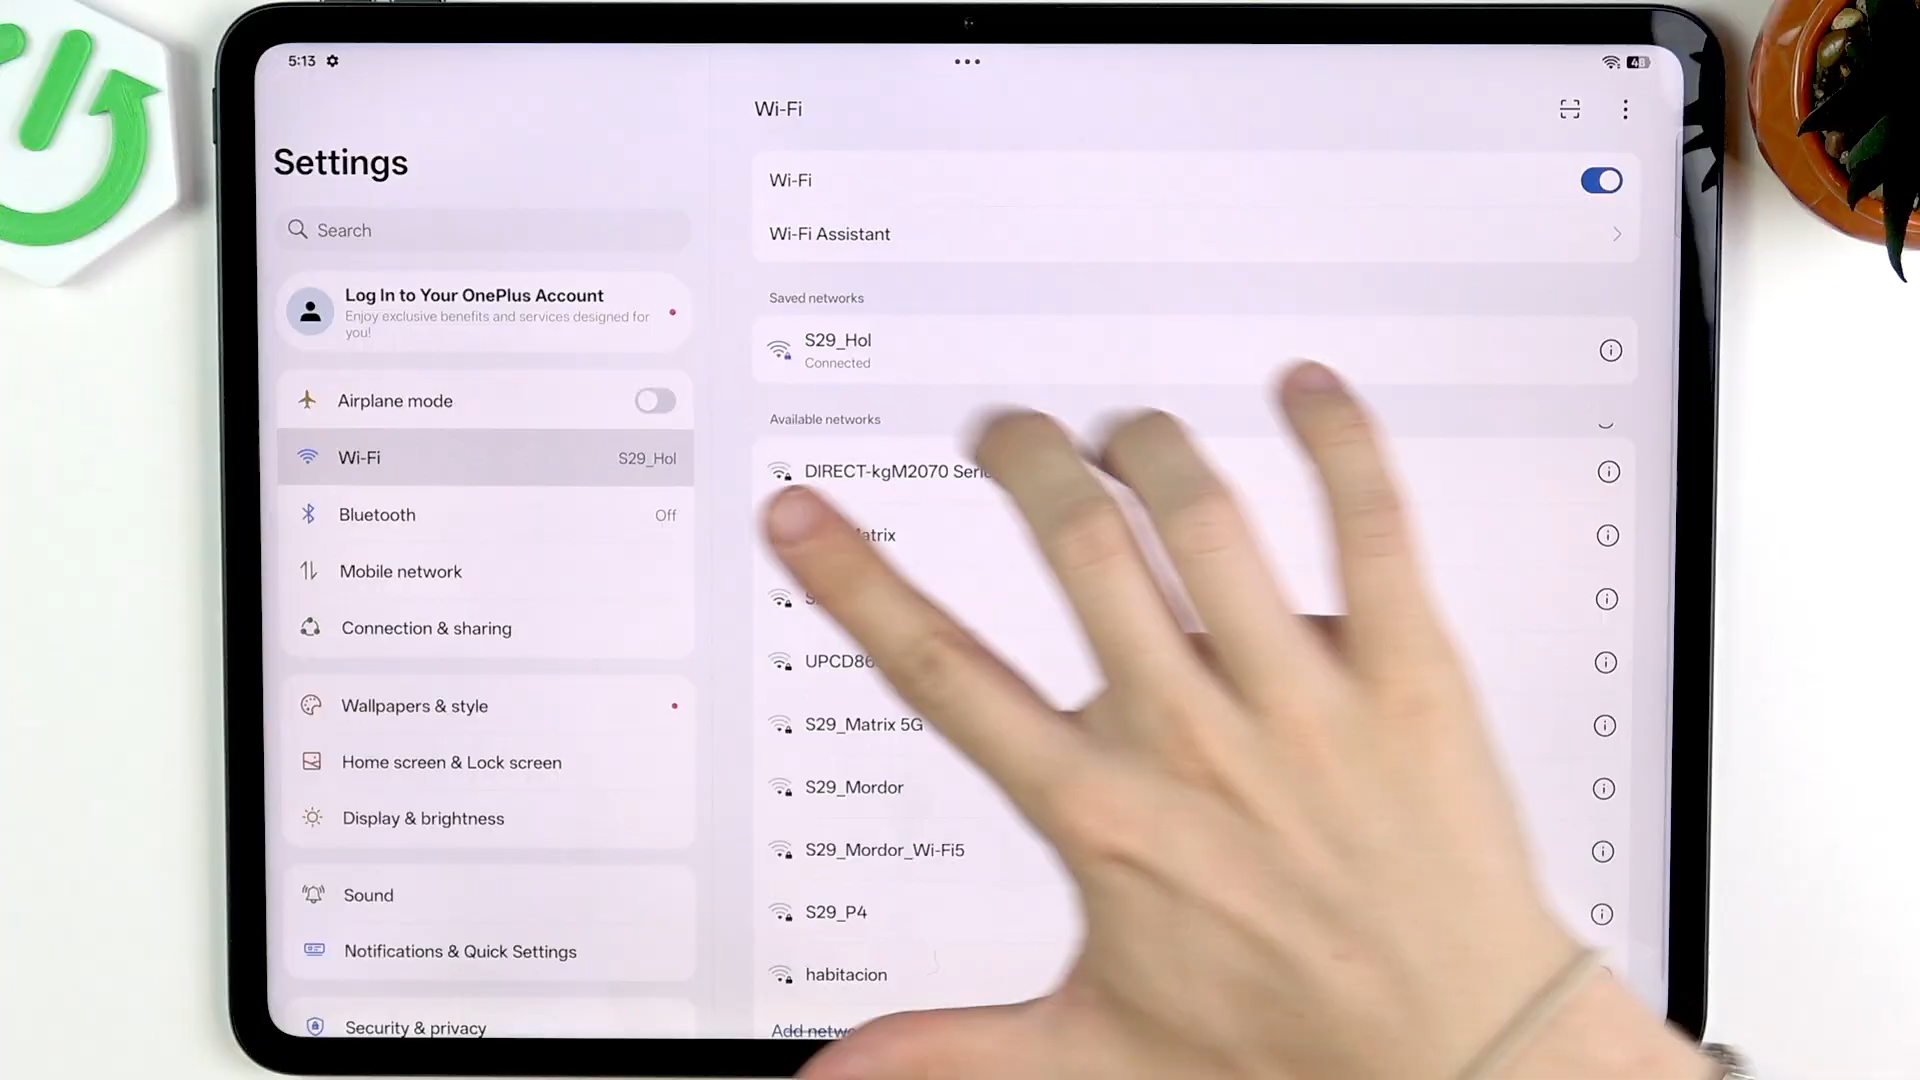 5:13
48
Wi-Fi
Settings
Wi-Fi
Search
Wi-Fi Assistant
Log In to Your OnePlus Account
Enjoy exclusive benefits and services designed for
you!
Saved networks
S29_Hol
Connected
Airplane mode
Available networks
Wi-Fi
S29_Hol
DIRECT-kgM2070 Serie
Bluetooth
Off
atrix
Mobile network
S
Connection & sharing
UPCD86
Wallpapers & style
S29_Matrix 5G
Home screen & Lock screen
S29_Mordor
Display & brightness
S29_Mordor_Wi-Fi5
Sound
S29_P4
Notifications & Quick Settings
habitacion
Security & privacy
Add netw